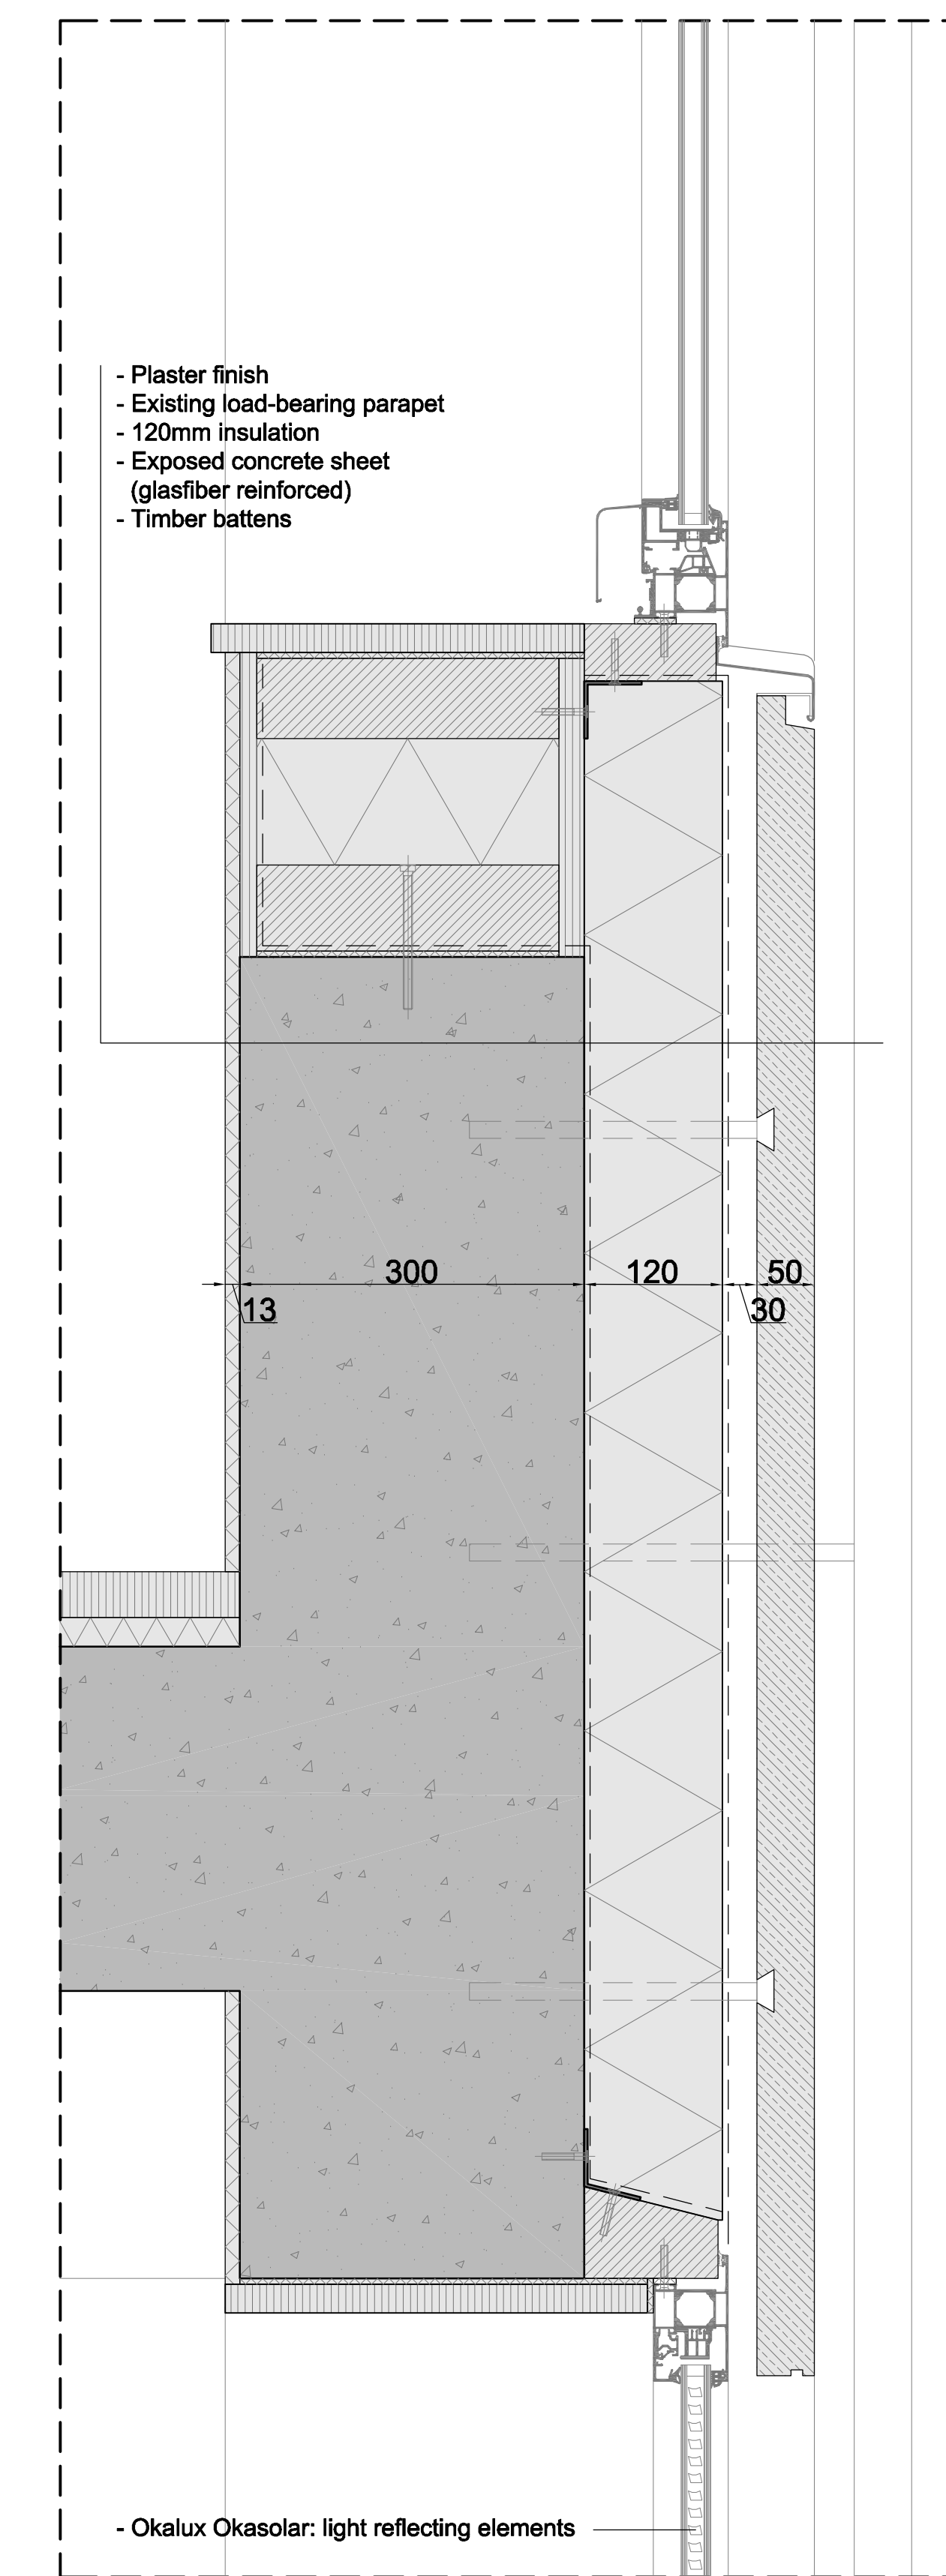 - Plaster finish
- Existing load-bearing parapet
- 120mm insulation
- Exposed concrete sheet
(glasfiber reinforced)
- Timber battens
300
120
50
13
30
- Okalux Okasolar: light reflecting elements